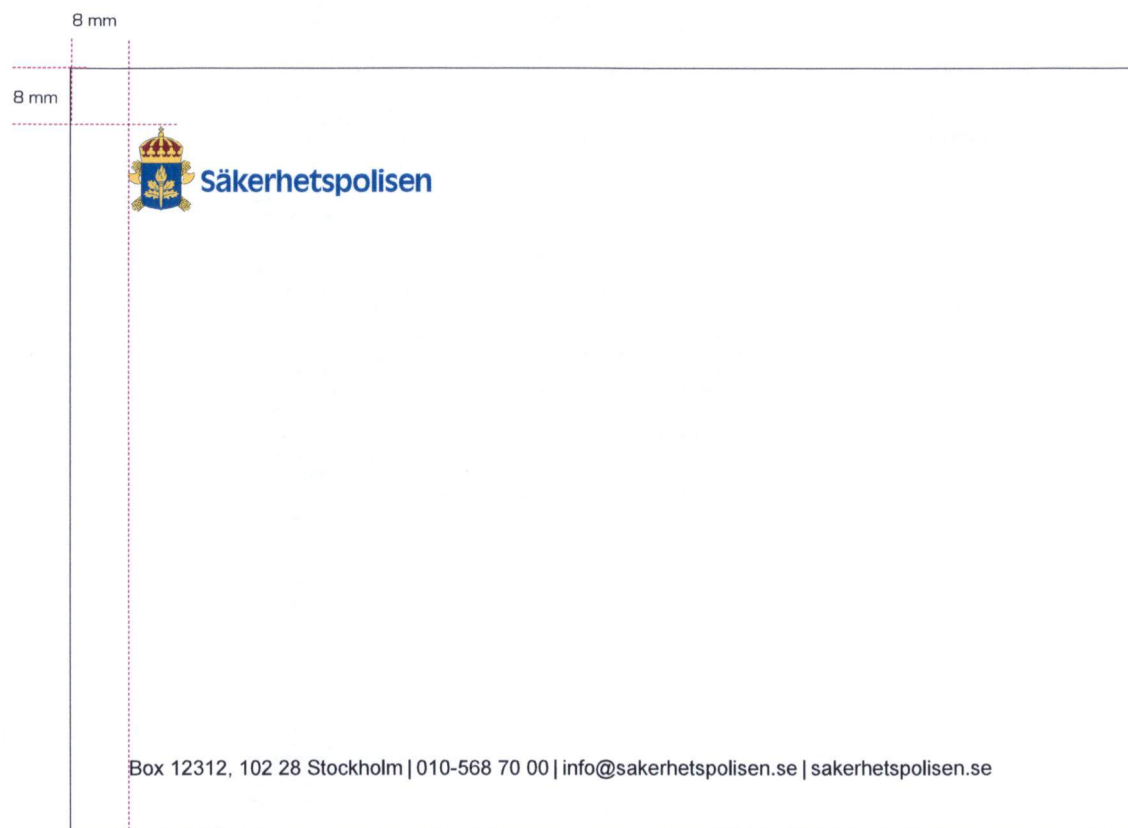 8 mm
8 mm
Säkerhetspolisen
Box 12312, 102 28 Stockholm | 010-568 70 00 | info@sakerhetspolisen.se | sakerhetspolisen.se